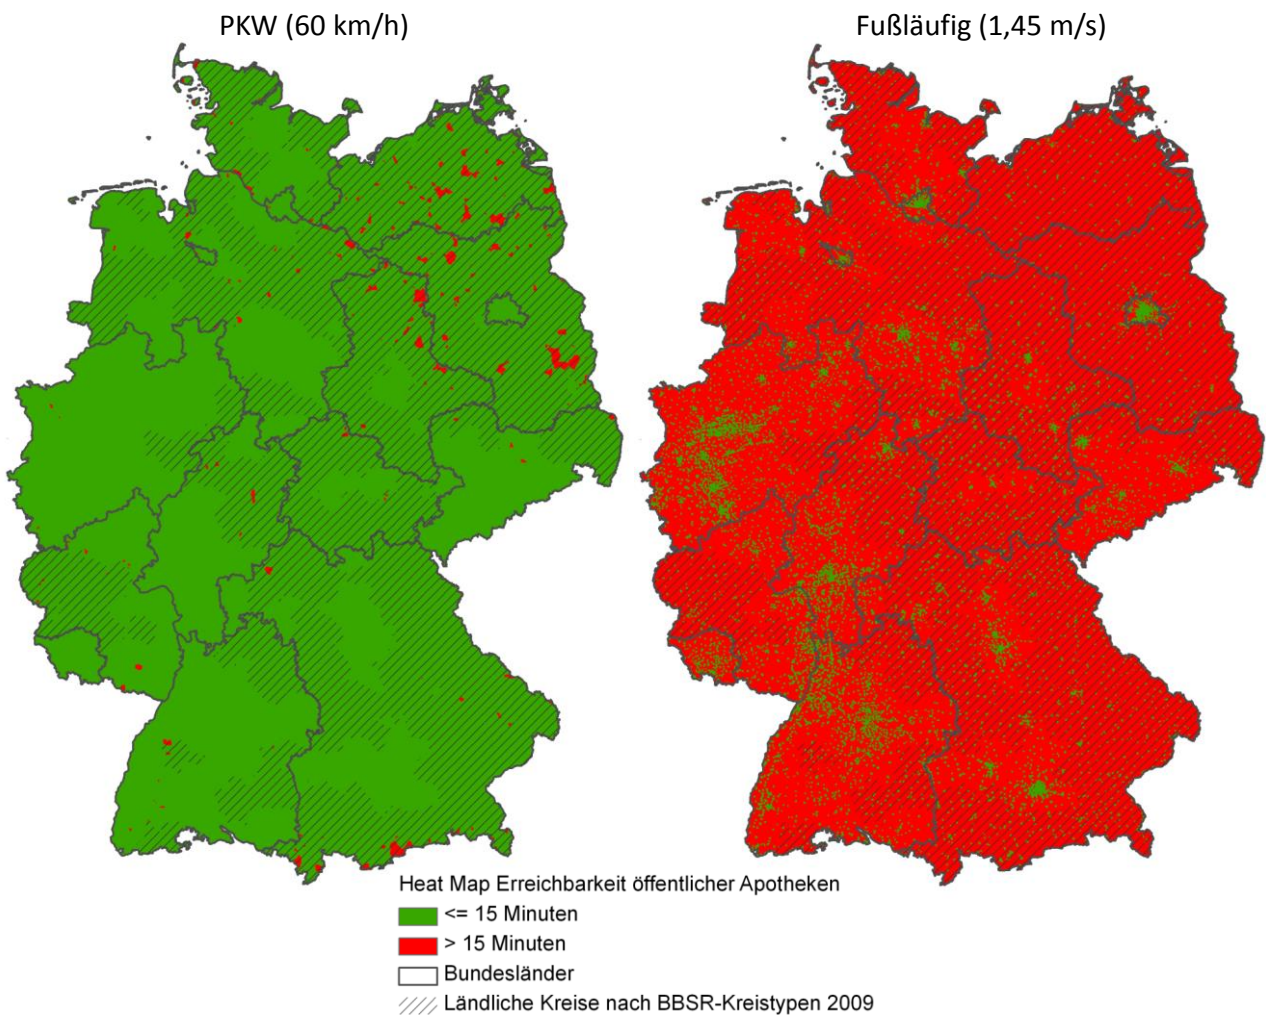 PKW (60 km/h)
Fußläufig (1,45 m/s)
Heat Map Erreichbarkeit öffentlicher Apotheken
<= 15 Minuten
> 15 Minuten
Bundesländer
Ländliche Kreise nach BBSR-Kreistypen 2009